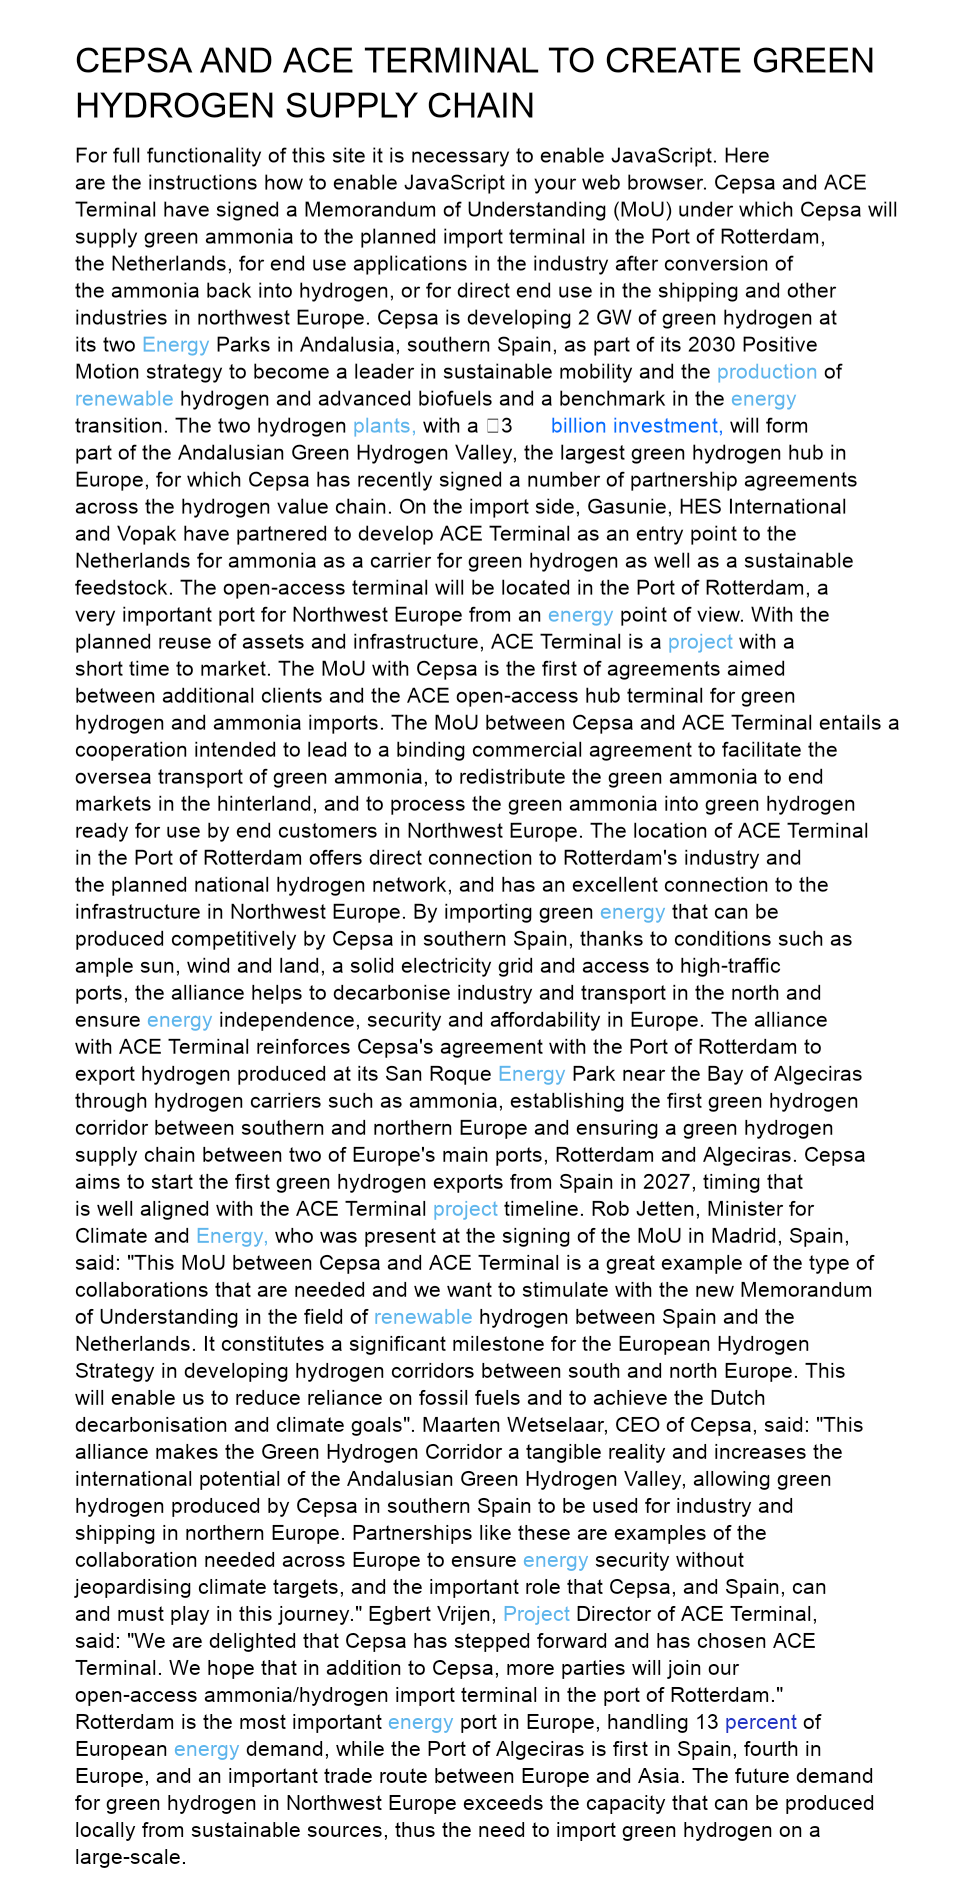 CEPSA AND ACE TERMINAL TO CREATE GREEN
HYDROGEN SUPPLY CHAIN
For full functionality of this site it is necessary to enable JavaScript. Here
are the instructions how to enable JavaScript in your web browser. Cepsa and ACE
Terminal have signed a Memorandum of Understanding (MoU) under which Cepsa will
supply green ammonia to the planned import terminal in the Port of Rotterdam,
the Netherlands, for end use applications in the industry after conversion of
the ammonia back into hydrogen, or for direct end use in the shipping and other
industries in northwest Europe. Cepsa is developing 2 GW of green hydrogen at
its two Energy Parks in Andalusia, southern Spain, as part of its 2030 Positive
Motion strategy to become a leader in sustainable mobility and the production of
renewable hydrogen and advanced biofuels and a benchmark in the energy
transition. The two hydrogen plants, with a □3 billion investment, will form
part of the Andalusian Green Hydrogen Valley, the largest green hydrogen hub in
Europe, for which Cepsa has recently signed a number of partnership agreements
across the hydrogen value chain. On the import side, Gasunie, HES International
and Vopak have partnered to develop ACE Terminal as an entry point to the
Netherlands for ammonia as a carrier for green hydrogen as well as a sustainable
feedstock. The open-access terminal will be located in the Port of Rotterdam, a
very important port for Northwest Europe from an energy point of view. With the
planned reuse of assets and infrastructure, ACE Terminal is a project with a
short time to market. The MoU with Cepsa is the first of agreements aimed
between additional clients and the ACE open-access hub terminal for green
hydrogen and ammonia imports. The MoU between Cepsa and ACE Terminal entails a
cooperation intended to lead to a binding commercial agreement to facilitate the
oversea transport of green ammonia, to redistribute the green ammonia to end
markets in the hinterland, and to process the green ammonia into green hydrogen
ready for use by end customers in Northwest Europe. The location of ACE Terminal
in the Port of Rotterdam offers direct connection to Rotterdam's industry and
the planned national hydrogen network, and has an excellent connection to the
infrastructure in Northwest Europe. By importing green energy that can be
produced competitively by Cepsa in southern Spain, thanks to conditions such as
ample sun, wind and land, a solid electricity grid and access to high-traffic
ports, the alliance helps to decarbonise industry and transport in the north and
ensure energy independence, security and affordability in Europe. The alliance
with ACE Terminal reinforces Cepsa's agreement with the Port of Rotterdam to
export hydrogen produced at its San Roque Energy Park near the Bay of Algeciras
through hydrogen carriers such as ammonia, establishing the first green hydrogen
corridor between southern and northern Europe and ensuring a green hydrogen
supply chain between two of Europe's main ports, Rotterdam and Algeciras. Cepsa
aims to start the first green hydrogen exports from Spain in 2027, timing that
is well aligned with the ACE Terminal project timeline. Rob Jetten, Minister for
Climate and Energy, who was present at the signing of the MoU in Madrid, Spain,
said: "This MoU between Cepsa and ACE Terminal is a great example of the type of
collaborations that are needed and we want to stimulate with the new Memorandum
of Understanding in the field of renewable hydrogen between Spain and the
Netherlands. It constitutes a significant milestone for the European Hydrogen
Strategy in developing hydrogen corridors between south and north Europe. This
will enable us to reduce reliance on fossil fuels and to achieve the Dutch
decarbonisation and climate goals". Maarten Wetselaar, CEO of Cepsa, said: "This
alliance makes the Green Hydrogen Corridor a tangible reality and increases the
international potential of the Andalusian Green Hydrogen Valley, allowing green
hydrogen produced by Cepsa in southern Spain to be used for industry and
shipping in northern Europe. Partnerships like these are examples of the
collaboration needed across Europe to ensure energy security without
jeopardising climate targets, and the important role that Cepsa, and Spain, can
and must play in this journey." Egbert Vrijen, Project Director of ACE Terminal,
said: "We are delighted that Cepsa has stepped forward and has chosen ACE
Terminal. We hope that in addition to Cepsa, more parties will join our
open-access ammonia/hydrogen import terminal in the port of Rotterdam."
Rotterdam is the most important energy port in Europe, handling 13 percent of
European energy demand, while the Port of Algeciras is first in Spain, fourth in
Europe, and an important trade route between Europe and Asia. The future demand
for green hydrogen in Northwest Europe exceeds the capacity that can be produced
locally from sustainable sources, thus the need to import green hydrogen on a
large-scale.